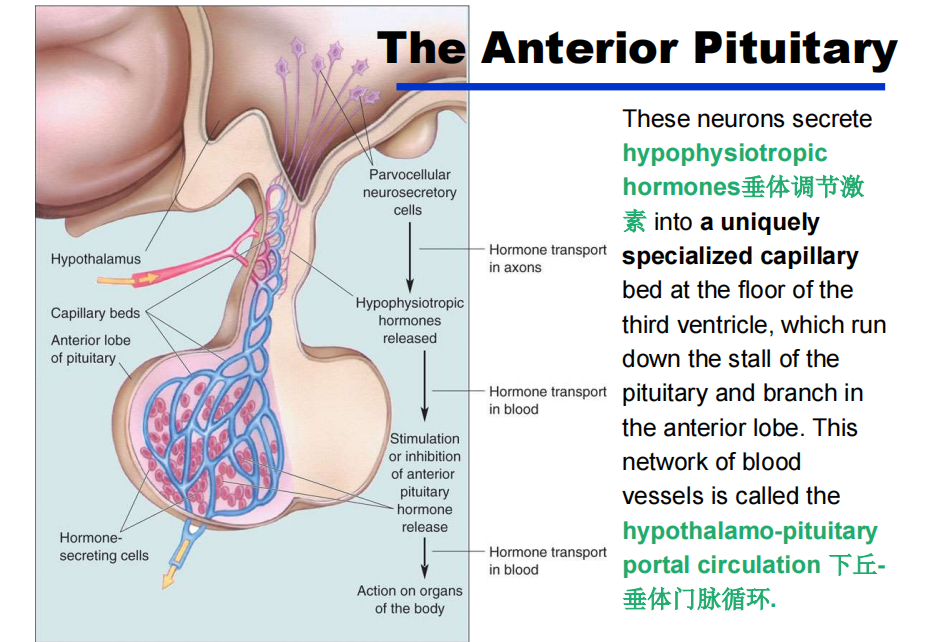 The Anterior Pituitary
These neurons secrete
hypophysiotropic
hormones垂体调节激
素 into a uniquely
specialized capillary
bed at the floor of the
third ventricle, which run
down the stall of the
pituitary and branch in
the anterior lobe. This
network of blood
vessels is called the
hypothalamo-pituitary
portal circulation 下丘-
垂体门脉循环.
Parvocellular
neurosecretory
cells
Hormone transport
in axons
Hypothalamus
Capillary beds
Anterior lobe
of pituitary
Hypophysiotropic
hormones
released
Hormone transport
in blood
Stimulation
or inhibition
of anterior
pituitary
hormone
release
Hormone-
secreting cells
Hormone transport
in blood
Action on organs
of the body